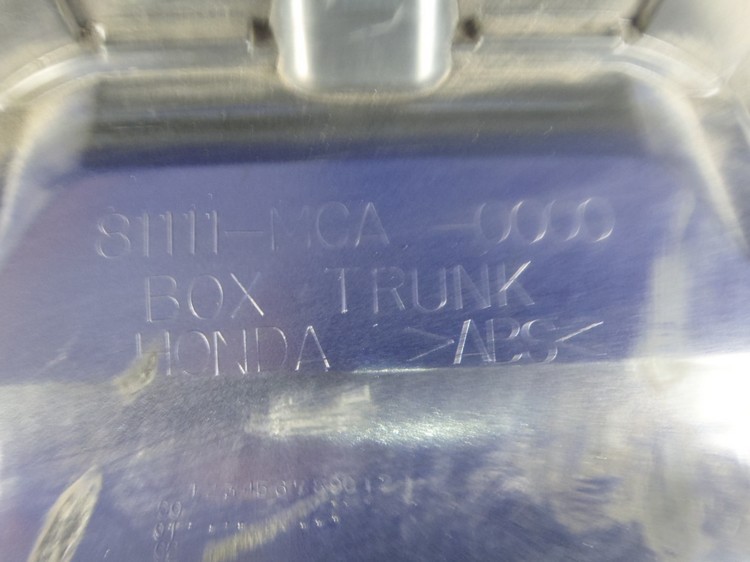 81111-MCA -0000
BOX TRUNK
HONDA >ABS<